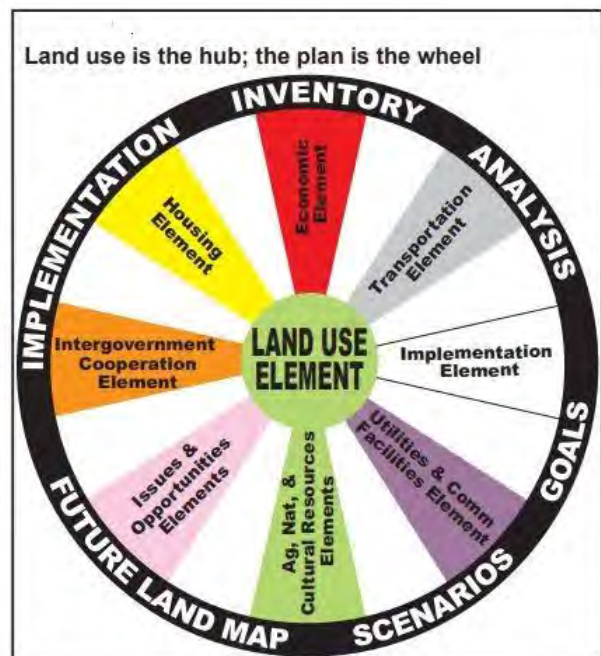 Land use is the hub; the plan is the wheel
INVENTORY
ANALYSIS
GOALS
SCENARIOS
FUTURE LAND MAP
IMPLEMENTATION
Economic
Element
Transportation
Element
Implementation
Element
Utilities & Comm
Facilities Element
Ag, Nat, &
Cultural Resources
Elements
Issues &
Opportunities
Elements
Intergovernment
Cooperation
Element
Housing
Element
LAND USE
ELEMENT